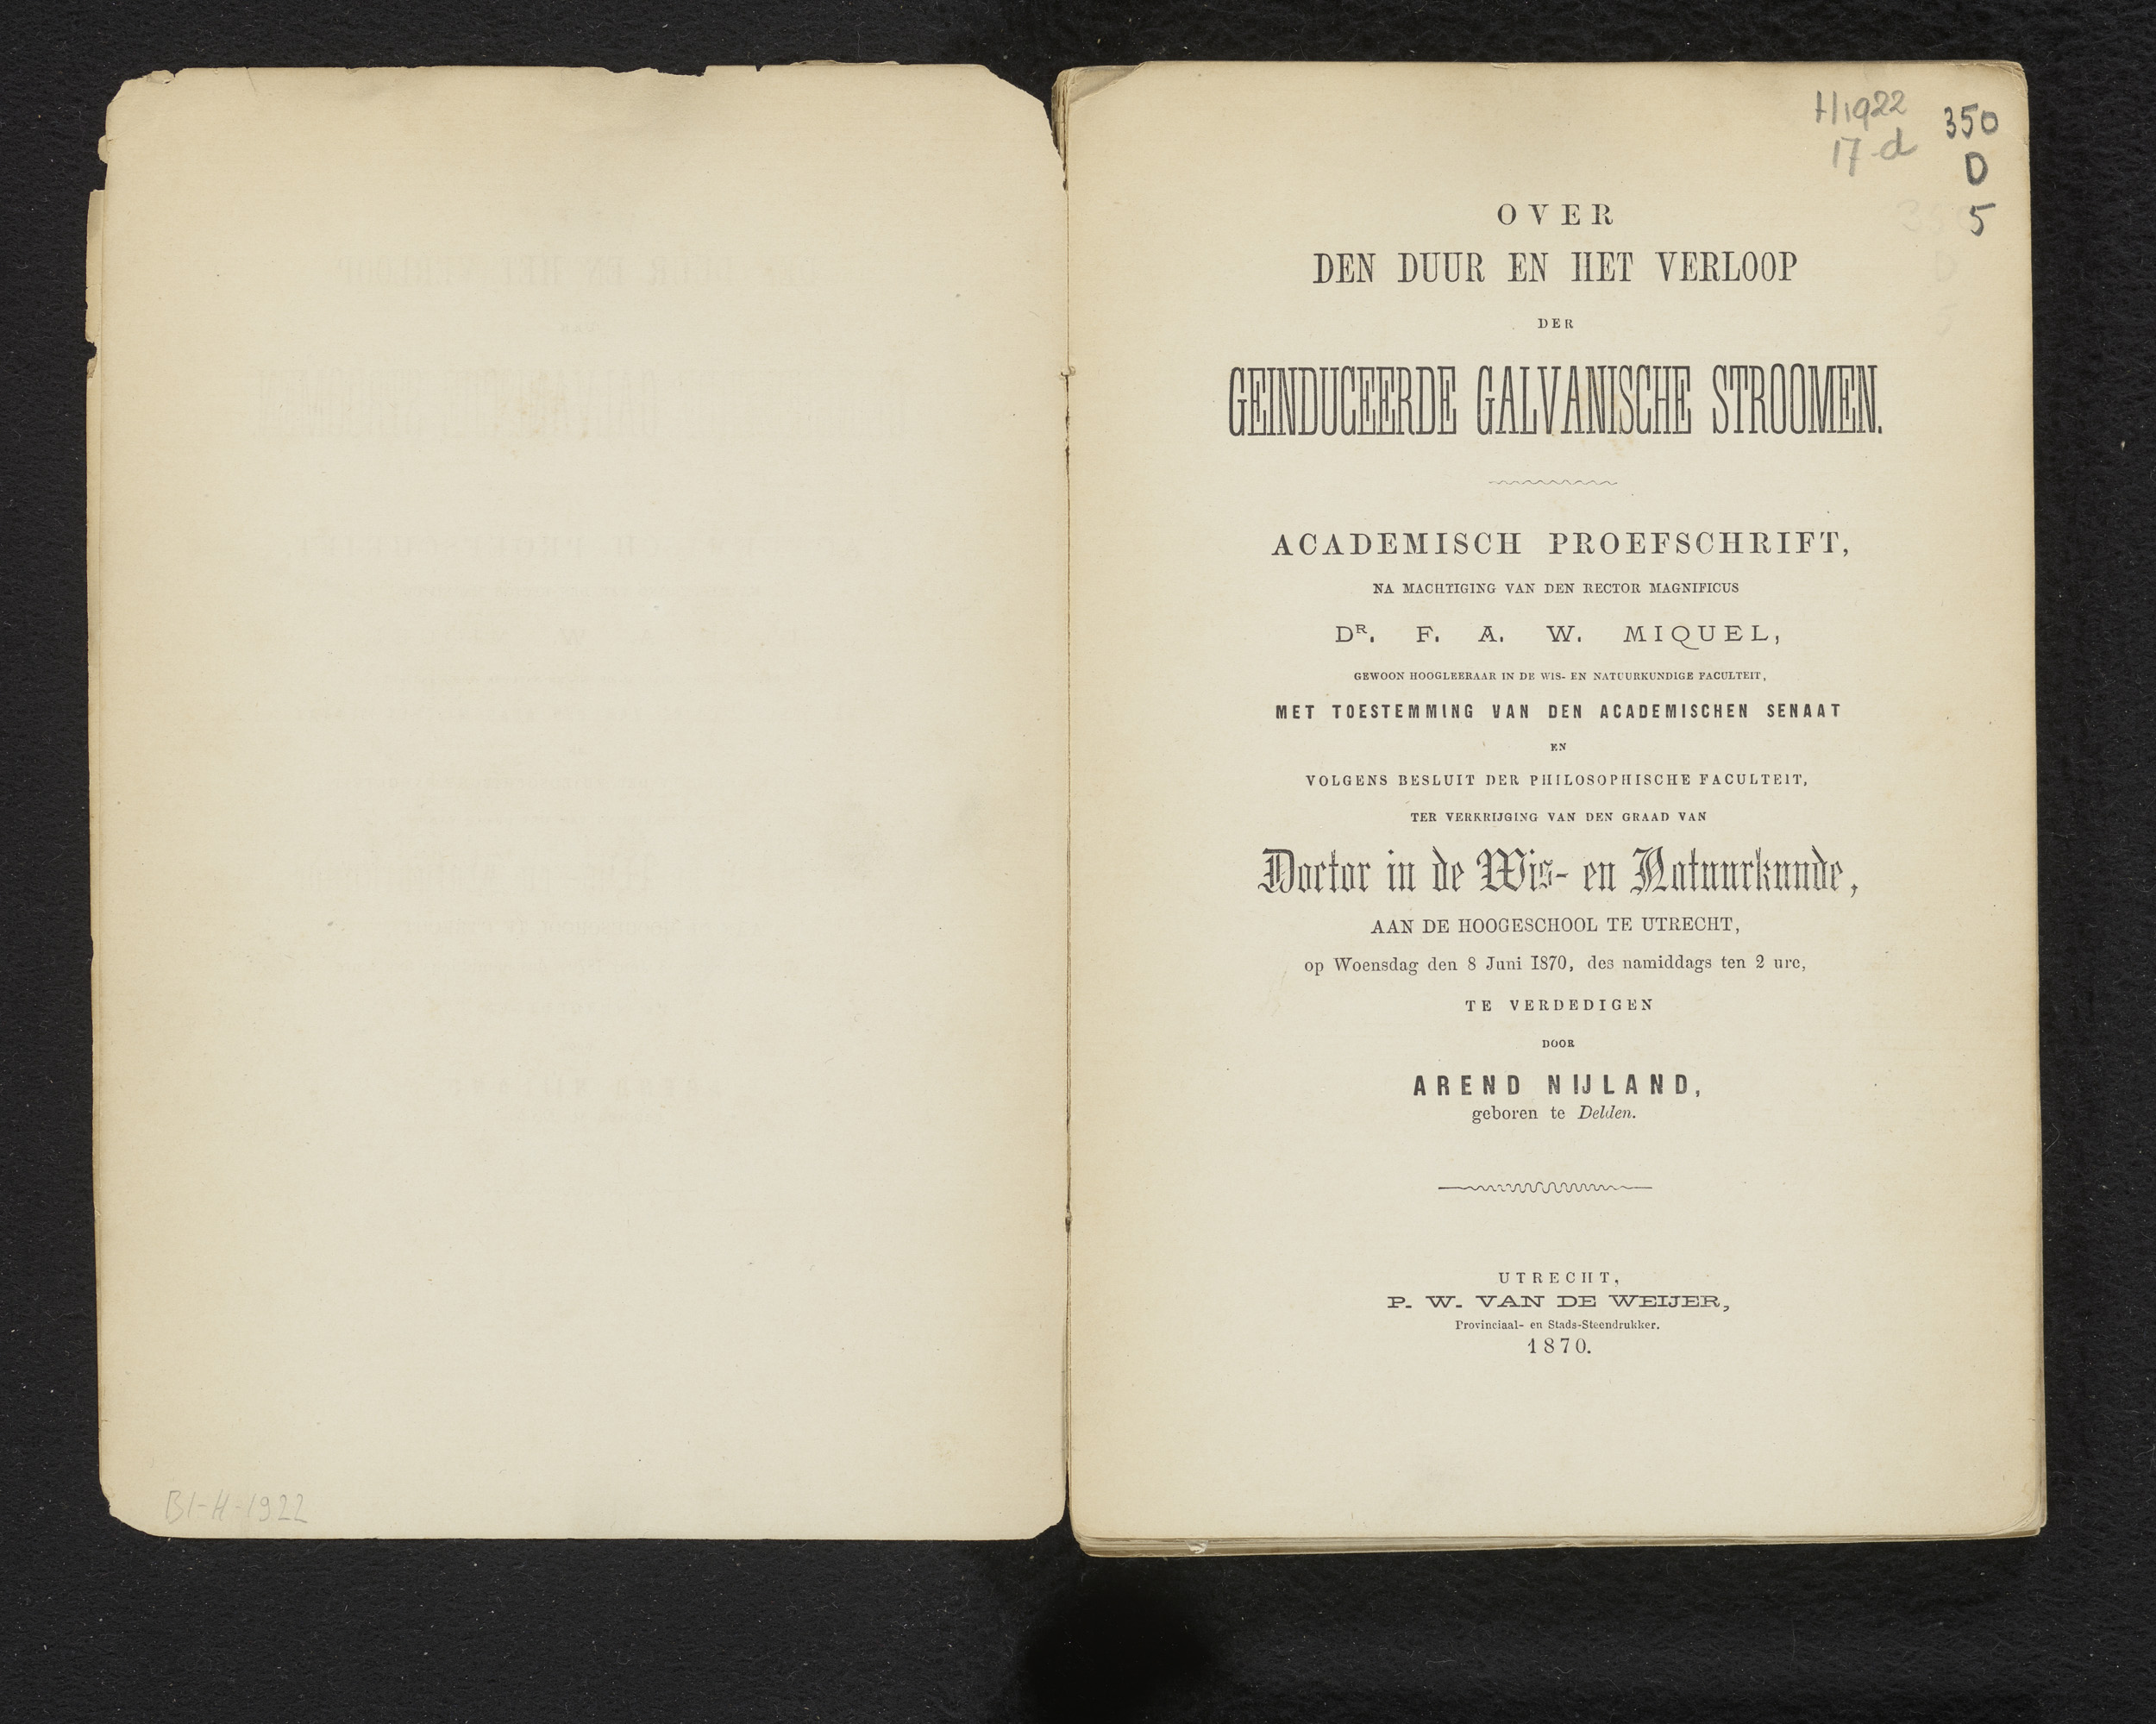 BI-H-1922
H1922
17-d
350
D
5
OVER
DEN DUUR EN HET VERLOOP
DER
GEINDUCEERDE GALVANISCHE STROOMEN.
ACADEMISCH PROEFSCHRIFT,
NA MACHTIGING VAN DEN RECTOR MAGNIFICUS
DR. F. A. W. MIQUEL,
GEWOON HOOGLEERAAR IN DE WIS- EN NATUURKUNDIGE FACULTEIT,
MET TOESTEMMING VAN DEN ACADEMISCHEN SENAAT
EN
VOLGENS BESLUIT DER PHILOSOPHISCHE FACULTEIT,
TER VERKRIJGING VAN DEN GRAAD VAN
Doctor in de Wis- en Natuurkunde,
AAN DE HOOGESCHOOL TE UTRECHT,
op Woensdag den 8 Juni 1870, des namiddags ten 2 ure,
TE VERDEDIGEN
DOOR
AREND NIJLAND,
geboren te Delden.
UTRECHT,
P. W. VAN DE WEIJER,
Provinciaal- en Stads-Steendrukker.
1870.